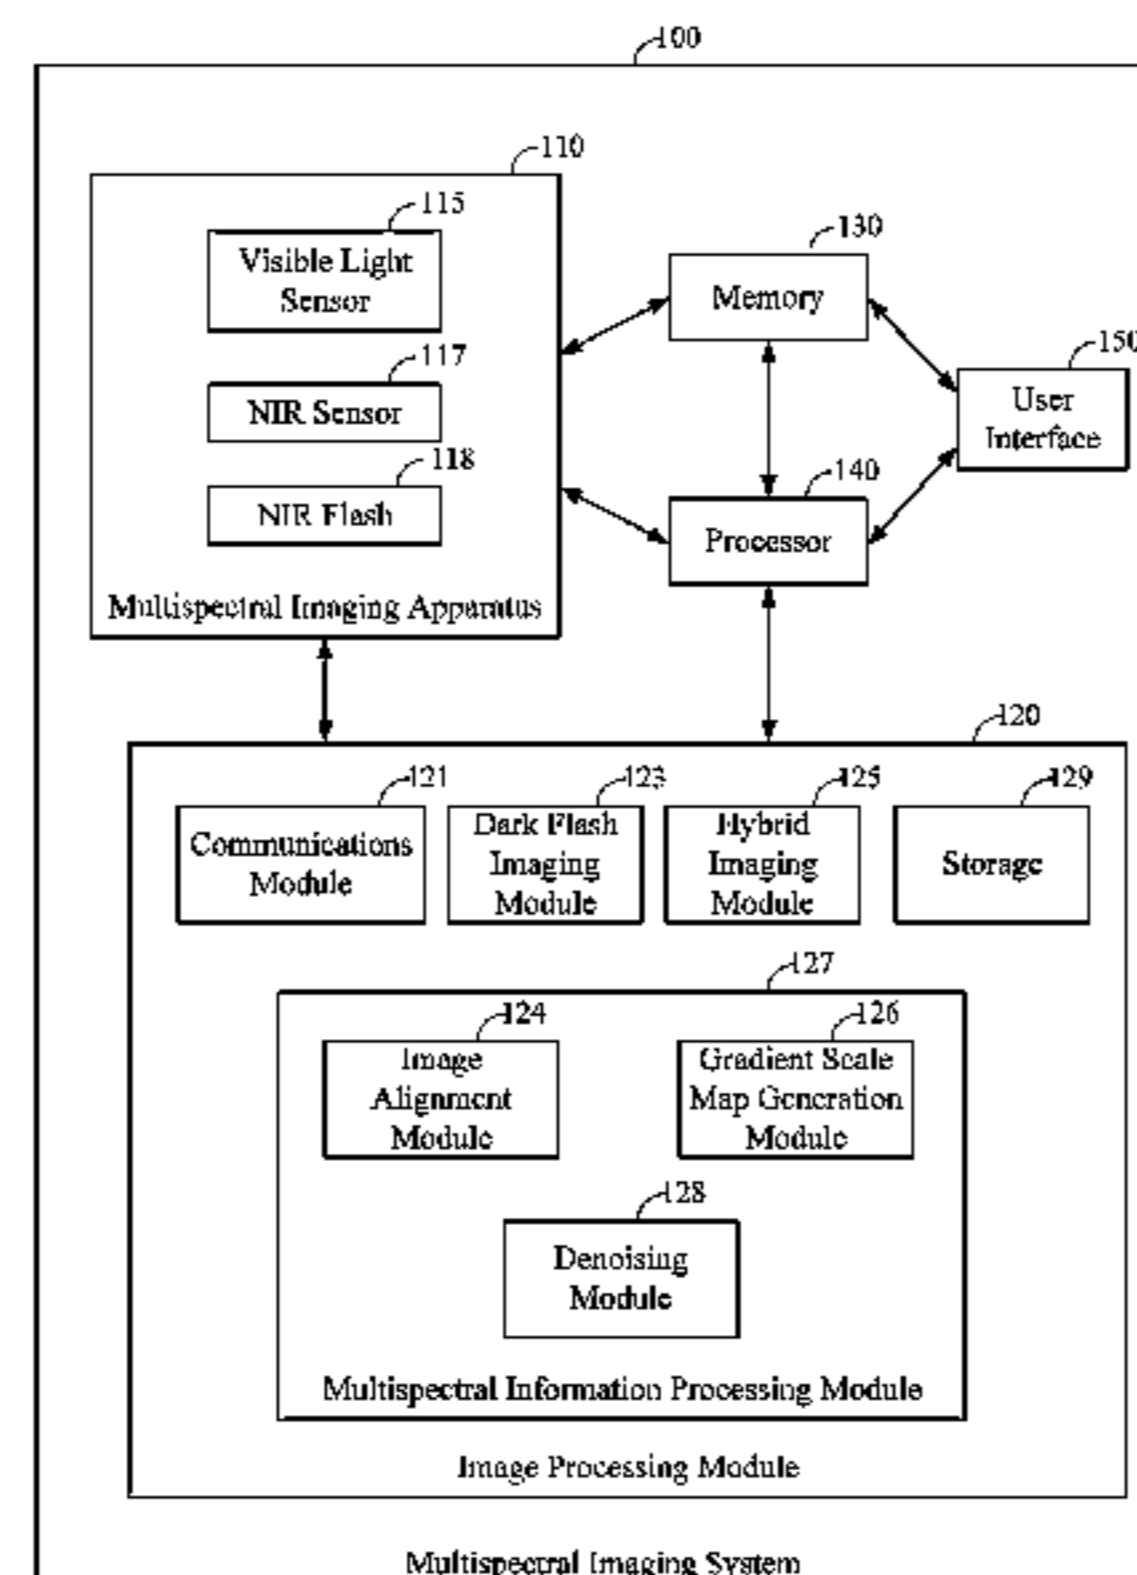 100
110
115
Visible Light
Sensor
117
NIR Sensor
118
NIR Flash
Multispectral Imaging Apparatus
130
Memory
140
Processor
150
User
Interface
120
121
Communications
Module
123
Dark Flash
Imaging
Module
125
Hybrid
Imaging
Module
129
Storage
127
124
Image
Alignment
Module
126
Gradient Scale
Map Generation
Module
128
Denoising
Module
Multispectral Information Processing Module
Image Processing Module
Multispectral Imaging System